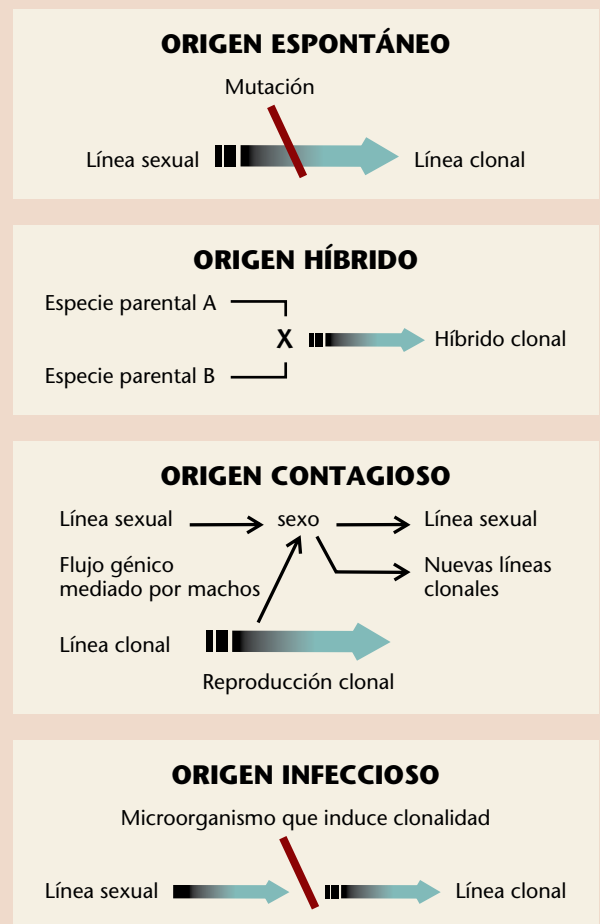 ORIGEN ESPONTÁNEO
Mutación
Línea sexual
Línea clonal
ORIGEN HÍBRIDO
Especie parental A
X
Híbrido clonal
Especie parental B
ORIGEN CONTAGIOSO
Línea sexual
sexo
Línea sexual
Flujo génico
mediado por machos
Nuevas líneas
clonales
Línea clonal
Reproducción clonal
ORIGEN INFECCIOSO
Microorganismo que induce clonalidad
Línea sexual
Línea clonal